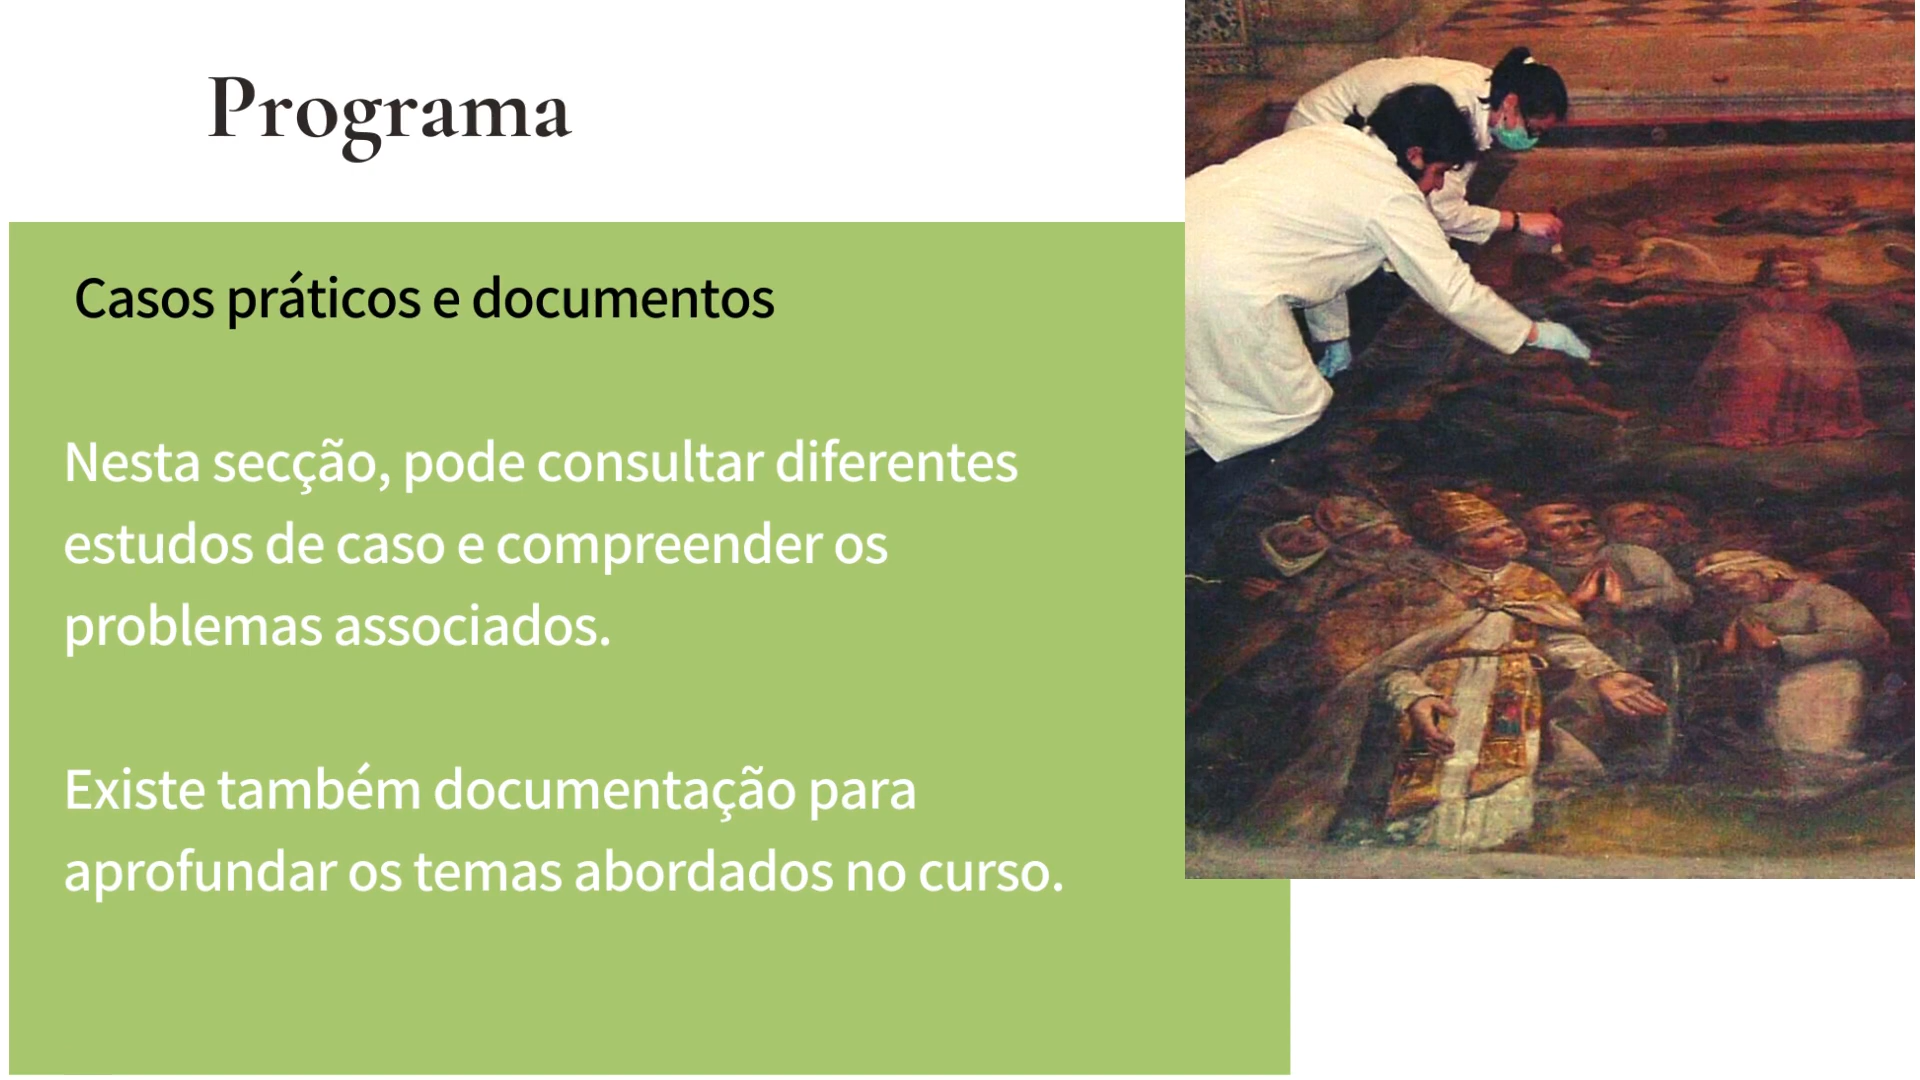 Programa
Casos práticos e documentos
Nesta secção, pode consultar diferentes
estudos de caso e compreender os
problemas associados.
Existe também documentação para
aprofundar os temas abordados no curso.